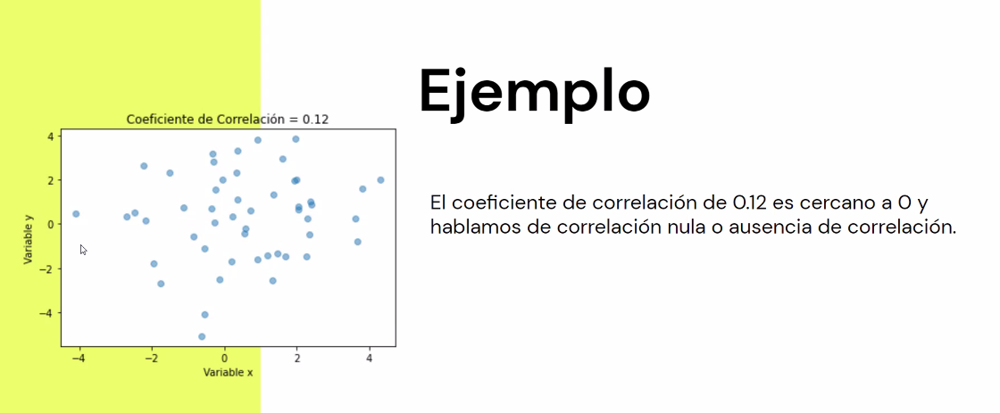 Ejemplo
Coeficiente de Correlación = 0.12
4
2
0
−2
−4
Variable y
−4 −2 0 2 4
Variable x
El coeficiente de correlación de 0.12 es cercano a 0 y
hablamos de correlación nula o ausencia de correlación.